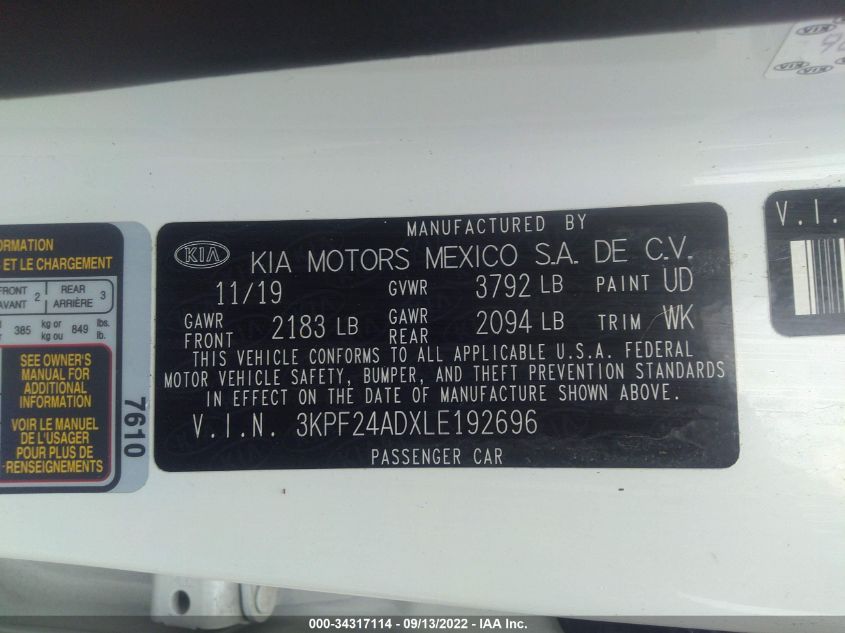 MANUFACTURED BY
KIA KIA MOTORS MEXICO S.A. DE C.V.
11/19 GVWR 3792 LB PAINT UD
GAWR FRONT 2183 LB GAWR REAR 2094 LB TRIM WK
THIS VEHICLE CONFORMS TO ALL APPLICABLE U.S.A. FEDERAL
MOTOR VEHICLE SAFETY, BUMPER, AND THEFT PREVENTION STANDARDS
IN EFFECT ON THE DATE OF MANUFACTURE SHOWN ABOVE.
V.I.N. 3KPF24ADXLE192696
PASSENGER CAR
ET LE CHARGEMENT
2 REAR 3
ARRIÈRE
385 kg or 849 lbs.
kg ou lb.
SEE OWNER'S
MANUAL FOR
ADDITIONAL
INFORMATION
VOIR LE MANUEL
DE L'USAGER
POUR PLUS DE
RENSEIGNEMENTS
7610
V.I.
KIA
KIA KIA
000-34317114 - 09/13/2022 - IAA Inc.